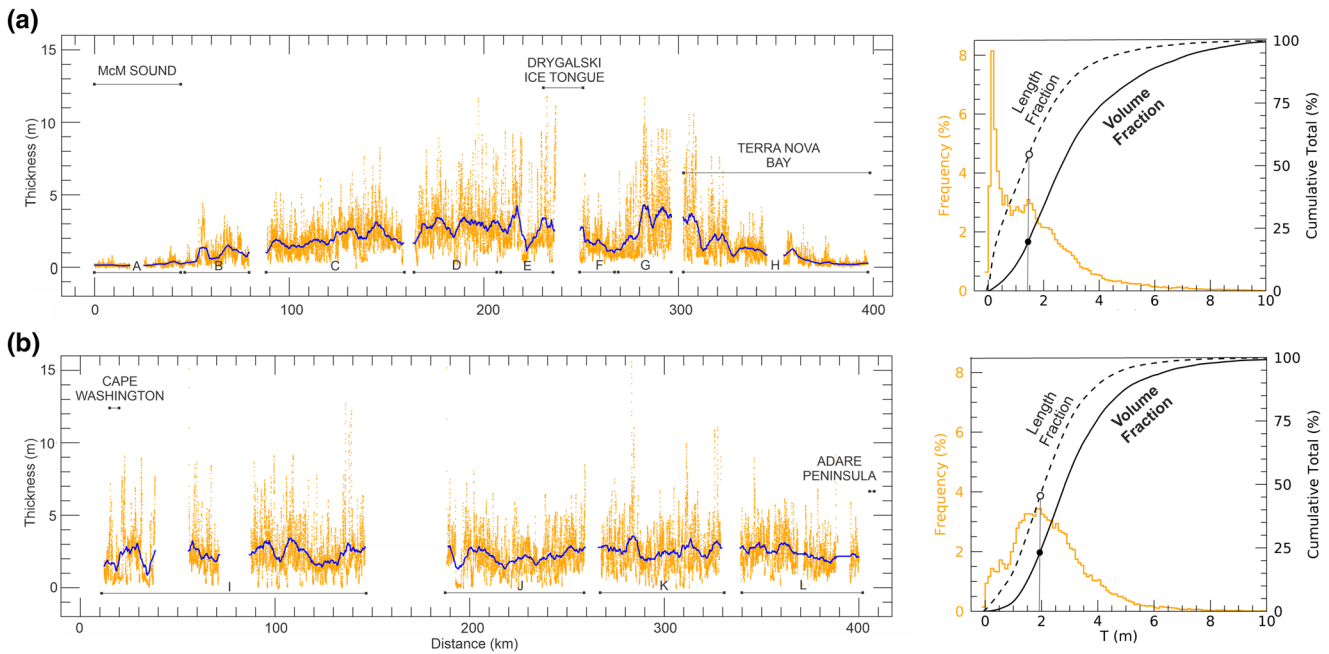 (a)
15
10
5
0
Thickness (m)
McM SOUND
DRYGALSKI
ICE TONGUE
TERRA NOVA
BAY
A
B
C
D
E
F
G
H
0
100
200
300
400
8
6
4
2
0
Frequency (%)
Length
Fraction
Volume
Fraction
100
75
50
25
0
Cumulative Total (%)
0
2
4
6
8
10
(b)
15
10
5
0
Thickness (m)
CAPE
WASHINGTON
ADARE
PENINSULA
I
J
K
L
0
100
200
300
400
Distance (km)
8
6
4
2
0
Frequency (%)
Length
Fraction
Volume
Fraction
100
75
50
25
0
Cumulative Total (%)
0
2
4
6
8
10
T (m)